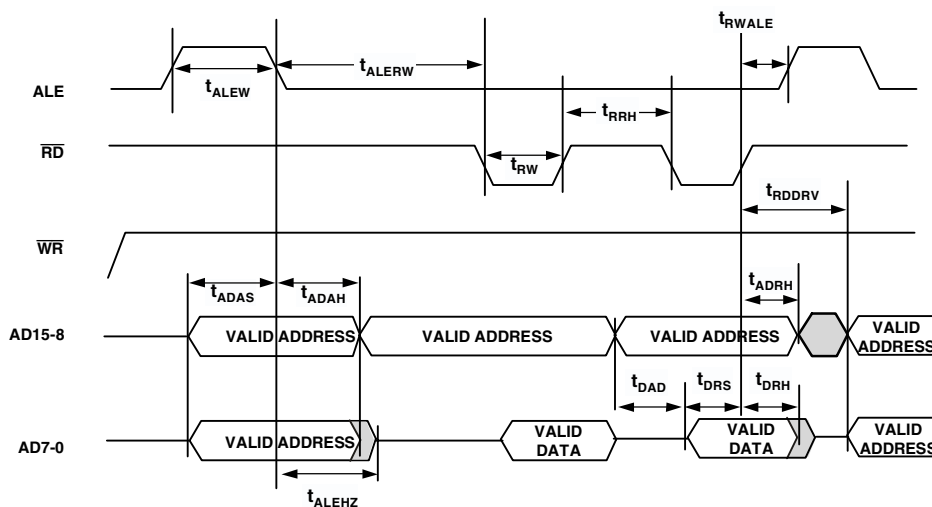 tRWALE
ALE
tALEW
tALERW
tRRH
RD
tRW
tRDDRV
WR
tADAS
tADAH
tADRH
AD15-8
VALID ADDRESS
VALID ADDRESS
VALID ADDRESS
VALID
ADDRESS
tDAD
tDRS
tDRH
AD7-0
VALID ADDRESS
VALID
DATA
VALID
DATA
VALID
ADDRESS
tALEHZ